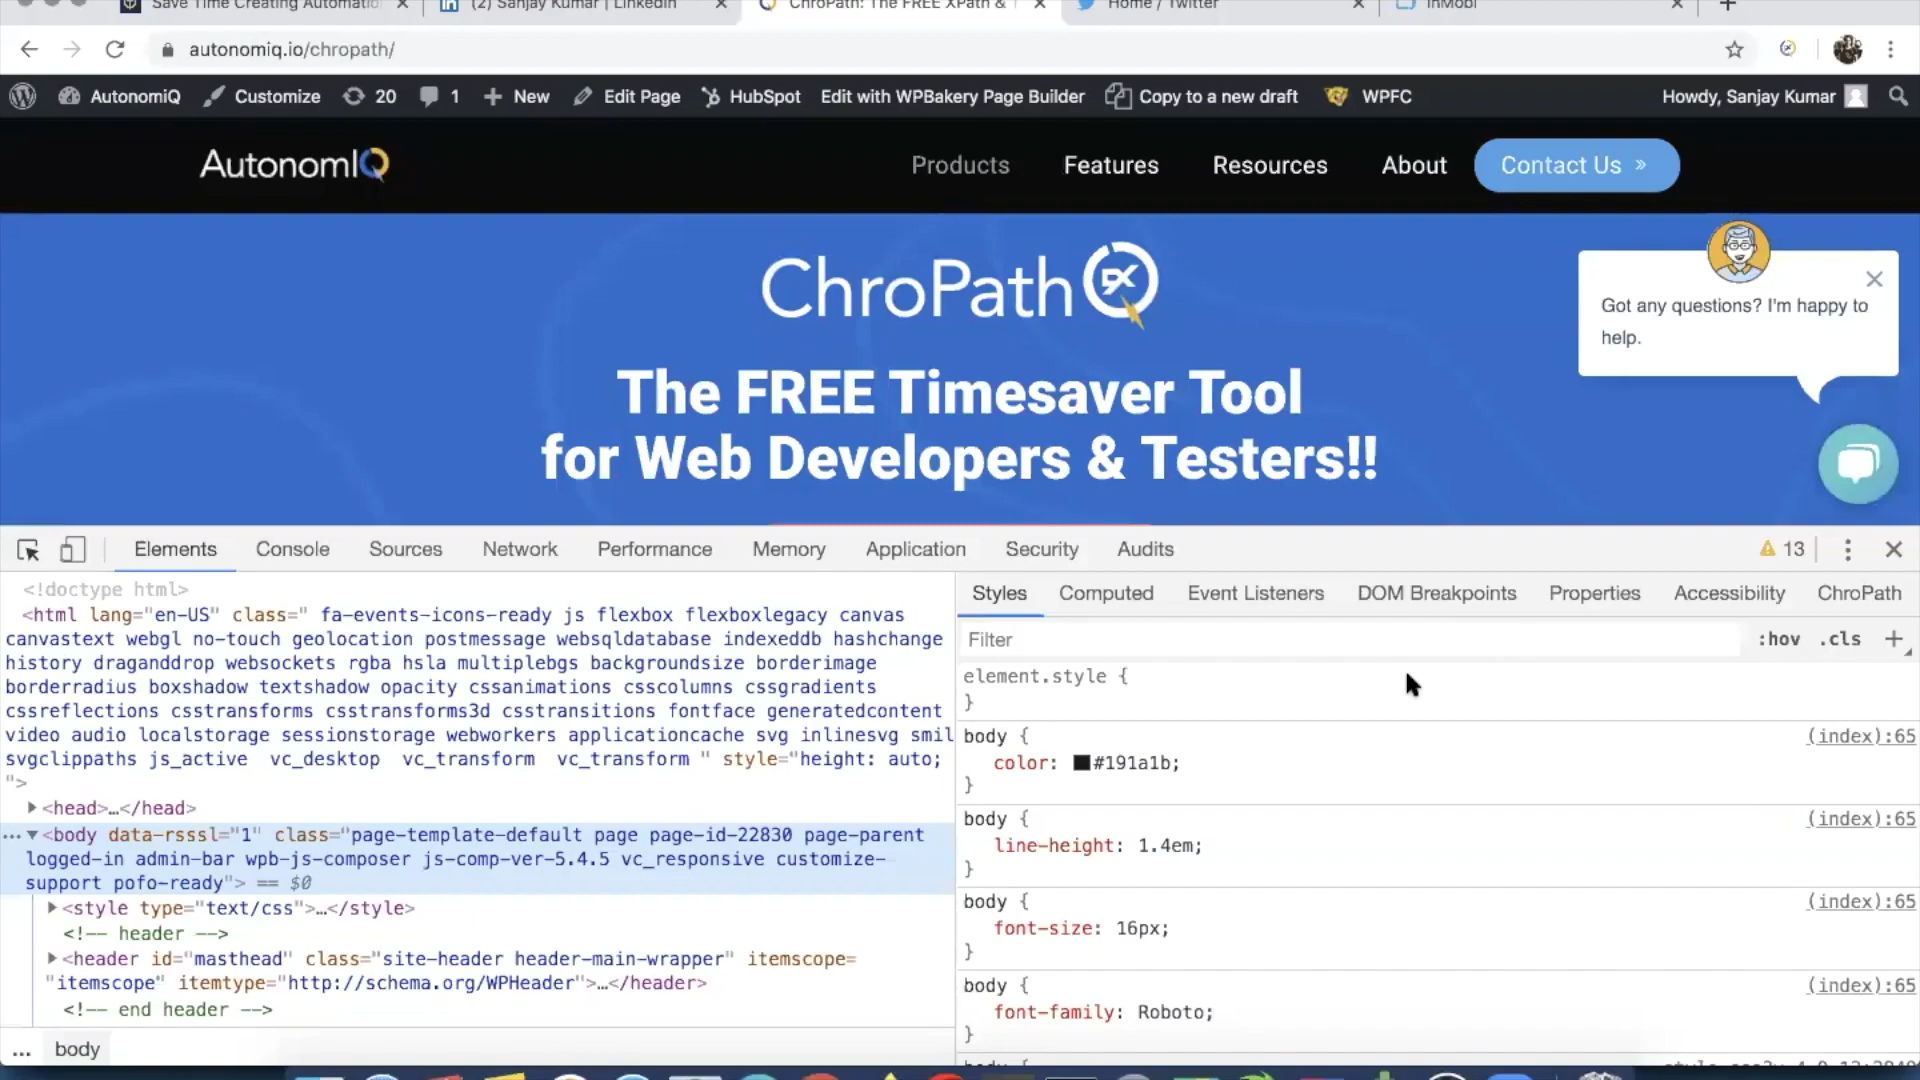 Save Time Creating Automatio
(2) Sanjay Kumar | LinkedIn
ChroPath: The FREE XPath &
Home / Twitter
InMobi
autonomiq.io/chropath/
AutonomiQ
Customize
20
1
New
Edit Page
HubSpot
Edit with WPBakery Page Builder
Copy to a new draft
WPFC
Howdy, Sanjay Kumar
AutonomIQ
Products
Features
Resources
About
Contact Us »
ChroPath
The FREE Timesaver Tool
for Web Developers & Testers!!
Got any questions? I'm happy to
help.
Elements
Console
Sources
Network
Performance
Memory
Application
Security
Audits
13
<!doctype html>
<html lang="en-US" class=" fa-events-icons-ready js flexbox flexboxlegacy canvas
canvastext webgl no-touch geolocation postmessage websqldatabase indexeddb hashchange
history draganddrop websockets rgba hsla multiplebgs backgroundsize borderimage
borderradius boxshadow textshadow opacity cssanimations csscolumns cssgradients
cssreflections csstransforms csstransforms3d csstransitions fontface generatedcontent
video audio localstorage sessionstorage webworkers applicationcache svg inlinesvg smil
svgclippaths js_active  vc_desktop  vc_transform  vc_transform " style="height: auto;
">
<head>…</head>
<body data-rsssl="1" class="page-template-default page page-id-22830 page-parent
logged-in admin-bar wpb-js-composer js-comp-ver-5.4.5 vc_responsive customize-
support pofo-ready"> == $0
<style type="text/css">…</style>
<!-- header -->
<header id="masthead" class="site-header header-main-wrapper" itemscope=
"itemscope" itemtype="http://schema.org/WPHeader">…</header>
<!-- end header -->
... body
Styles
Computed
Event Listeners
DOM Breakpoints
Properties
Accessibility
ChroPath
Filter
:hov .cls +
element.style {
}
body {
(index):65
color: #191a1b;
}
body {
(index):65
line-height: 1.4em;
}
body {
(index):65
font-size: 16px;
}
body {
(index):65
font-family: Roboto;
}